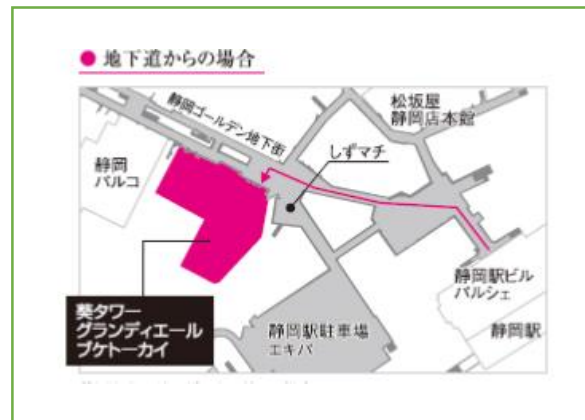 ● 地下道からの場合
静岡ゴールデン地下街
松坂屋
静岡店本館
しずマチ
静岡
パルコ
静岡駅ビル
パルシェ
静岡駅
葵タワー
グランディエール
ブケトーカイ
静岡駅駐車場
エキパ